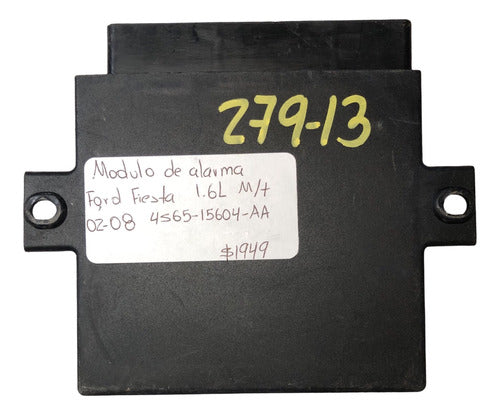 279-13
Modulo de alarma
Ford Fiesta 1.6L M/t
02-08 4S65-15604-AA
$1949